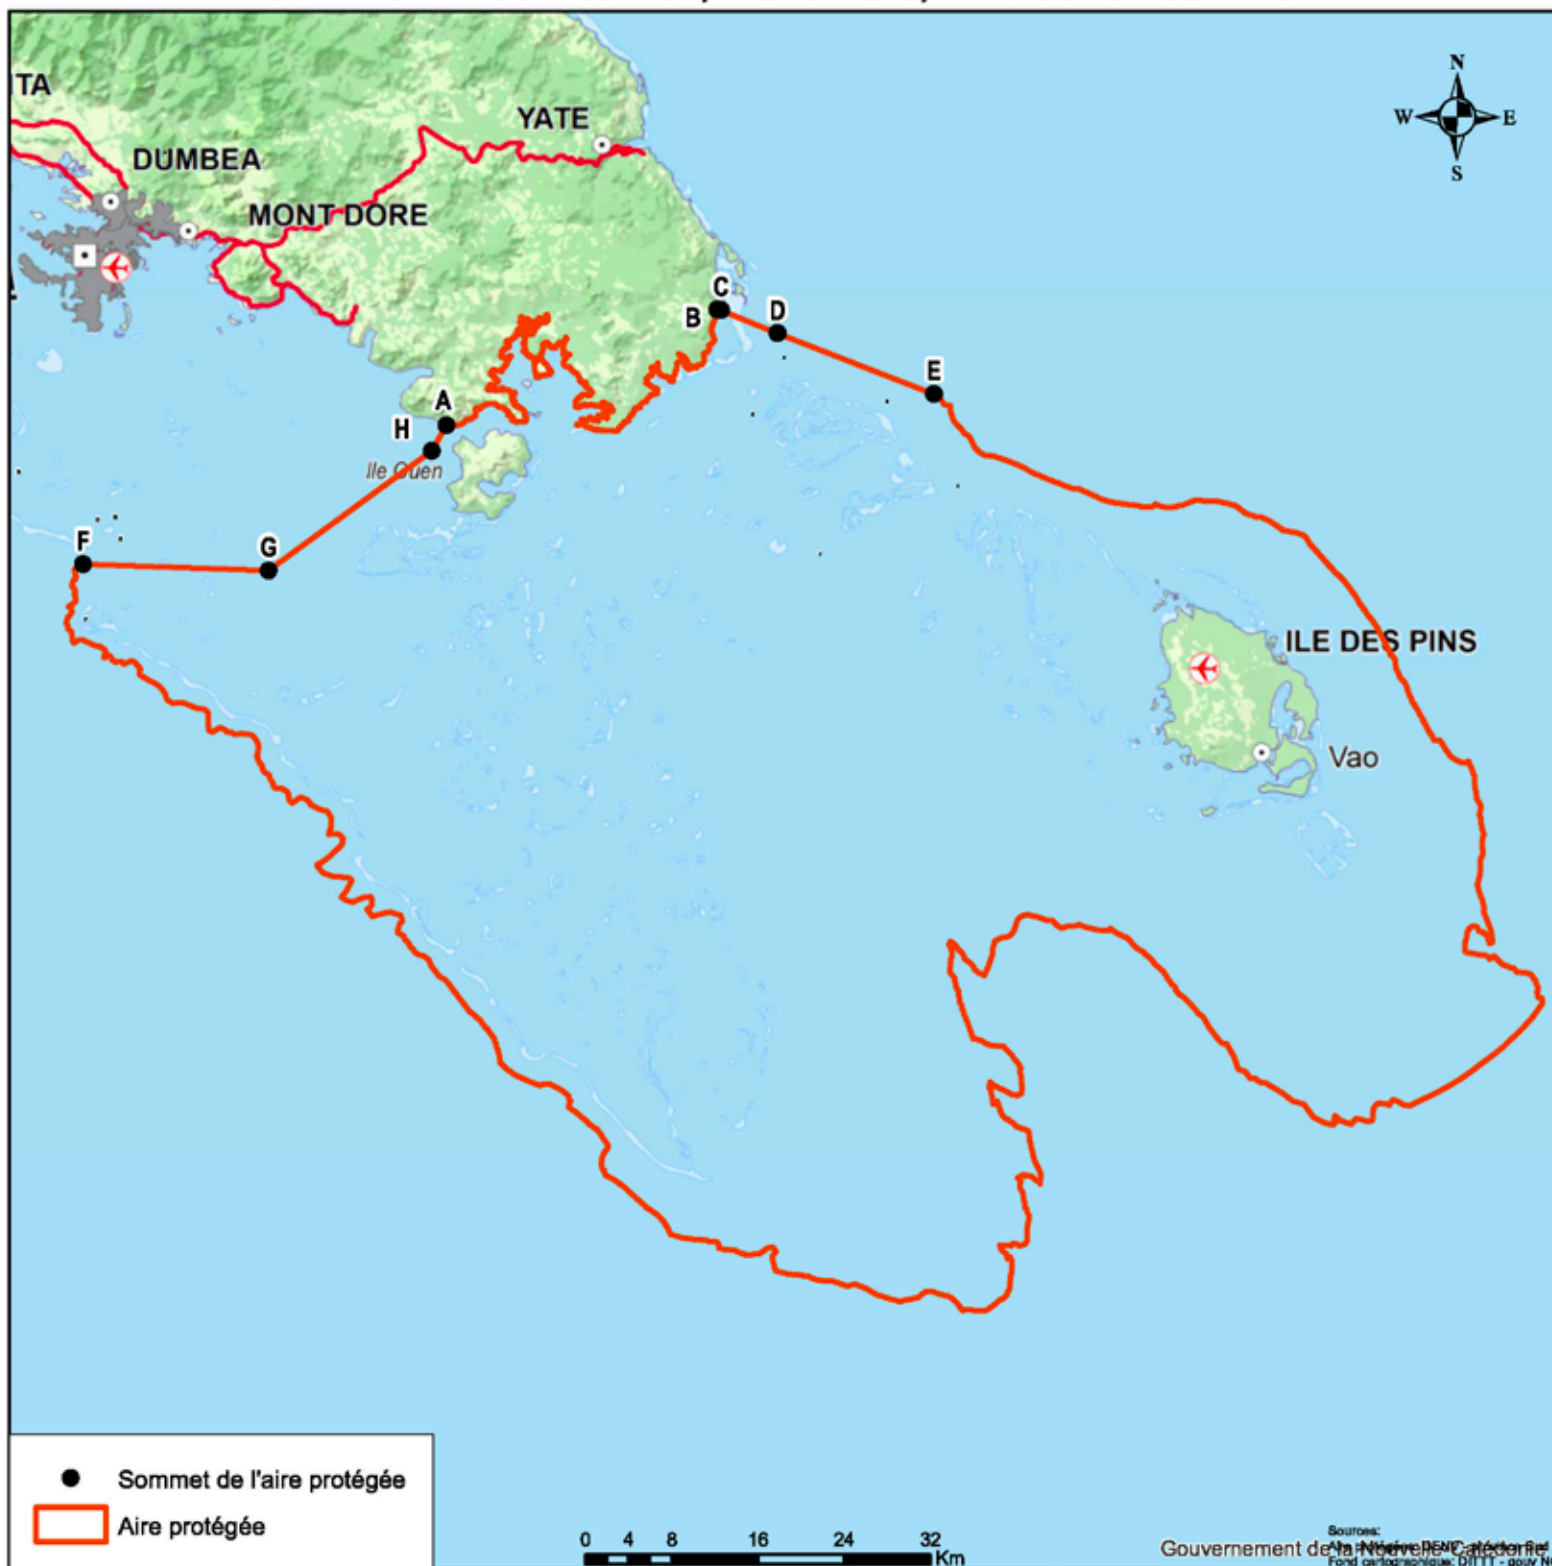 N
W E
S
TA
YATE
DUMBEA
MONT DORE
C
B
D
E
A
H
Ile Ouen
F
G
ILE DES PINS
Vao
Sommet de l'aire protégée
Aire protégée
0 4 8 16 24 32
Km
Sources:
Gouvernement de la Nouvelle-Calédonie